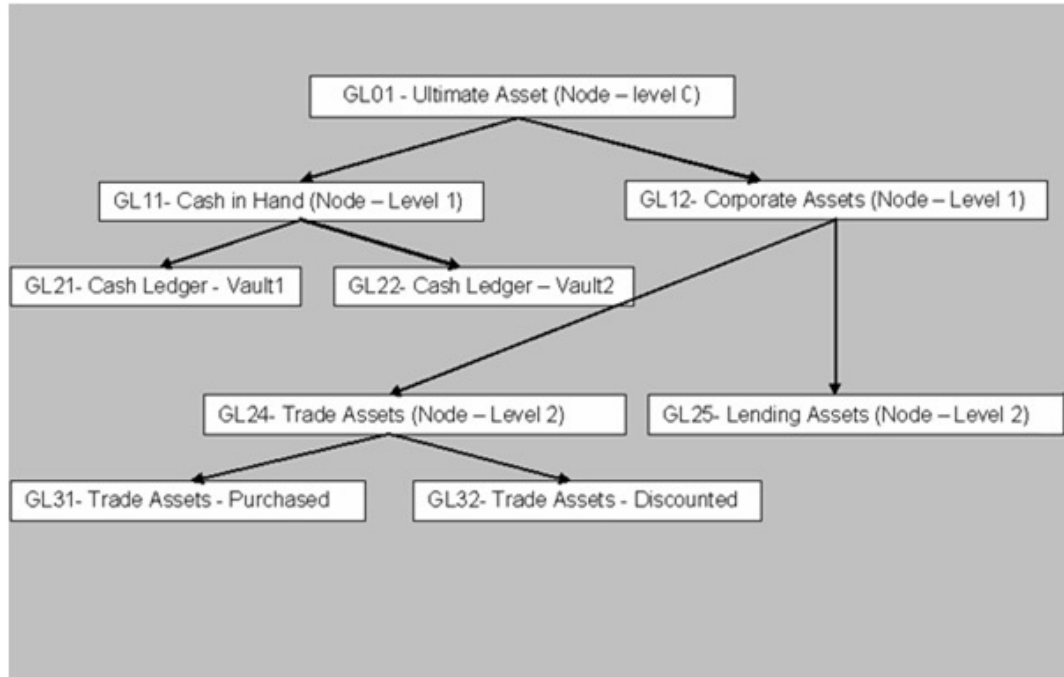 GL01 - Ultimate Asset (Node – level C)
GL11- Cash in Hand (Node – Level 1)
GL12- Corporate Assets (Node – Level 1)
GL21- Cash Ledger - Vault1
GL22- Cash Ledger – Vault2
GL24- Trade Assets (Node – Level 2)
GL25- Lending Assets (Node – Level 2)
GL31- Trade Assets - Purchased
GL32- Trade Assets - Discounted